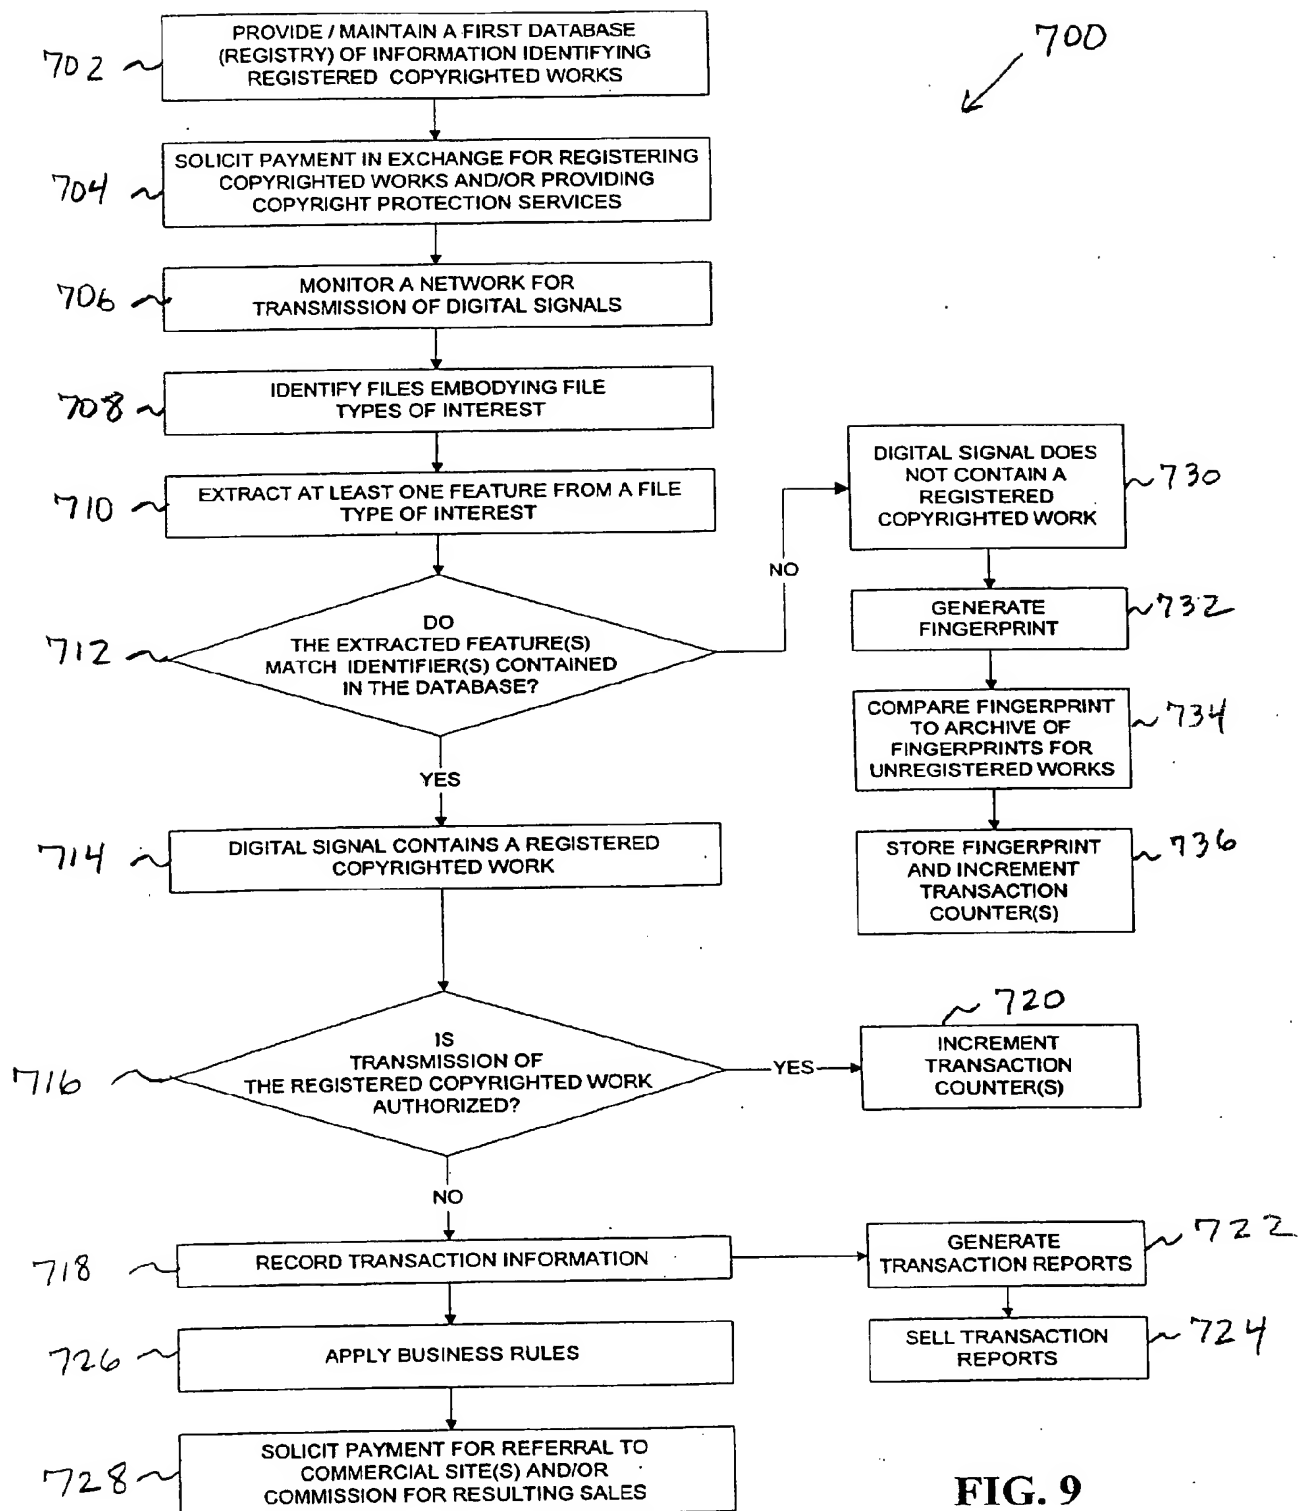 700
702
PROVIDE / MAINTAIN A FIRST DATABASE
(REGISTRY) OF INFORMATION IDENTIFYING
REGISTERED COPYRIGHTED WORKS
704
SOLICIT PAYMENT IN EXCHANGE FOR REGISTERING
COPYRIGHTED WORKS AND/OR PROVIDING
COPYRIGHT PROTECTION SERVICES
706
MONITOR A NETWORK FOR
TRANSMISSION OF DIGITAL SIGNALS
708
IDENTIFY FILES EMBODYING FILE
TYPES OF INTEREST
710
EXTRACT AT LEAST ONE FEATURE FROM A FILE
TYPE OF INTEREST
712
DO
THE EXTRACTED FEATURE(S)
MATCH IDENTIFIER(S) CONTAINED
IN THE DATABASE?
NO
DIGITAL SIGNAL DOES
NOT CONTAIN A
REGISTERED
COPYRIGHTED WORK
730
GENERATE
FINGERPRINT
732
COMPARE FINGERPRINT
TO ARCHIVE OF
FINGERPRINTS FOR
UNREGISTERED WORKS
734
STORE FINGERPRINT
AND INCREMENT
TRANSACTION
COUNTER(S)
736
YES
714
DIGITAL SIGNAL CONTAINS A REGISTERED
COPYRIGHTED WORK
716
IS
TRANSMISSION OF
THE REGISTERED COPYRIGHTED WORK
AUTHORIZED?
YES
720
INCREMENT
TRANSACTION
COUNTER(S)
NO
718
RECORD TRANSACTION INFORMATION
GENERATE
TRANSACTION REPORTS
722
SELL TRANSACTION
REPORTS
724
726
APPLY BUSINESS RULES
728
SOLICIT PAYMENT FOR REFERRAL TO
COMMERCIAL SITE(S) AND/OR
COMMISSION FOR RESULTING SALES
FIG. 9